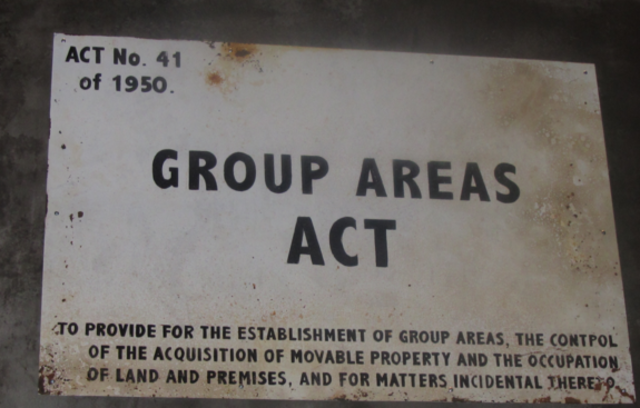 ACT No. 41
of 1950.
GROUP AREAS
ACT
TO PROVIDE FOR THE ESTABLISHMENT OF GROUP AREAS, THE CONTPOL
OF THE ACQUISITION OF MOVABLE PROPERTY AND THE OCCUPATION
OF LAND AND PREMISES, AND FOR MATTERS INCIDENTAL THERETO.